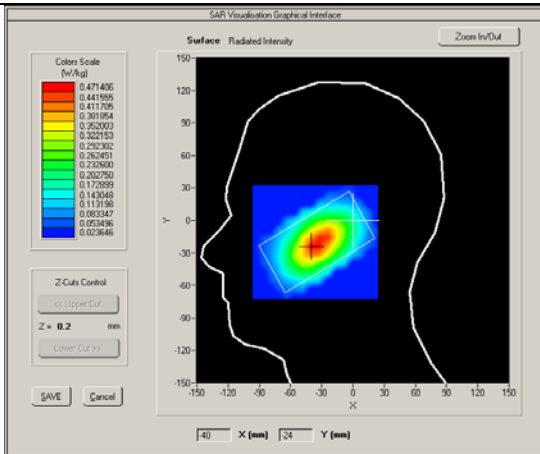 SAR Visualisation Graphical Interface
Surface Radiated Intensity
Zoom In/Out
Colors Scale
(W/kg)
0.471406
0.441555
0.411705
0.381854
0.352003
0.322153
0.292302
0.262451
0.232600
0.202750
0.172899
0.143048
0.113198
0.083347
0.053496
0.023646
Z-Cuts Control
<< Upper Cut
Z = 0.2 mm
Lower Cut >>
SAVE Cancel
Y
150-
120-
90-
60-
30-
0-
-30-
-60-
-90-
-120-
-150-
-150 -120 -90 -60 -30 0 30 60 90 120 150
X
-40 X (mm) -24 Y (mm)